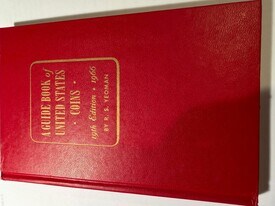 A GUIDE BOOK of
UNITED STATES
• COINS •
19th Edition • 1966
BY R. S. YEOMAN